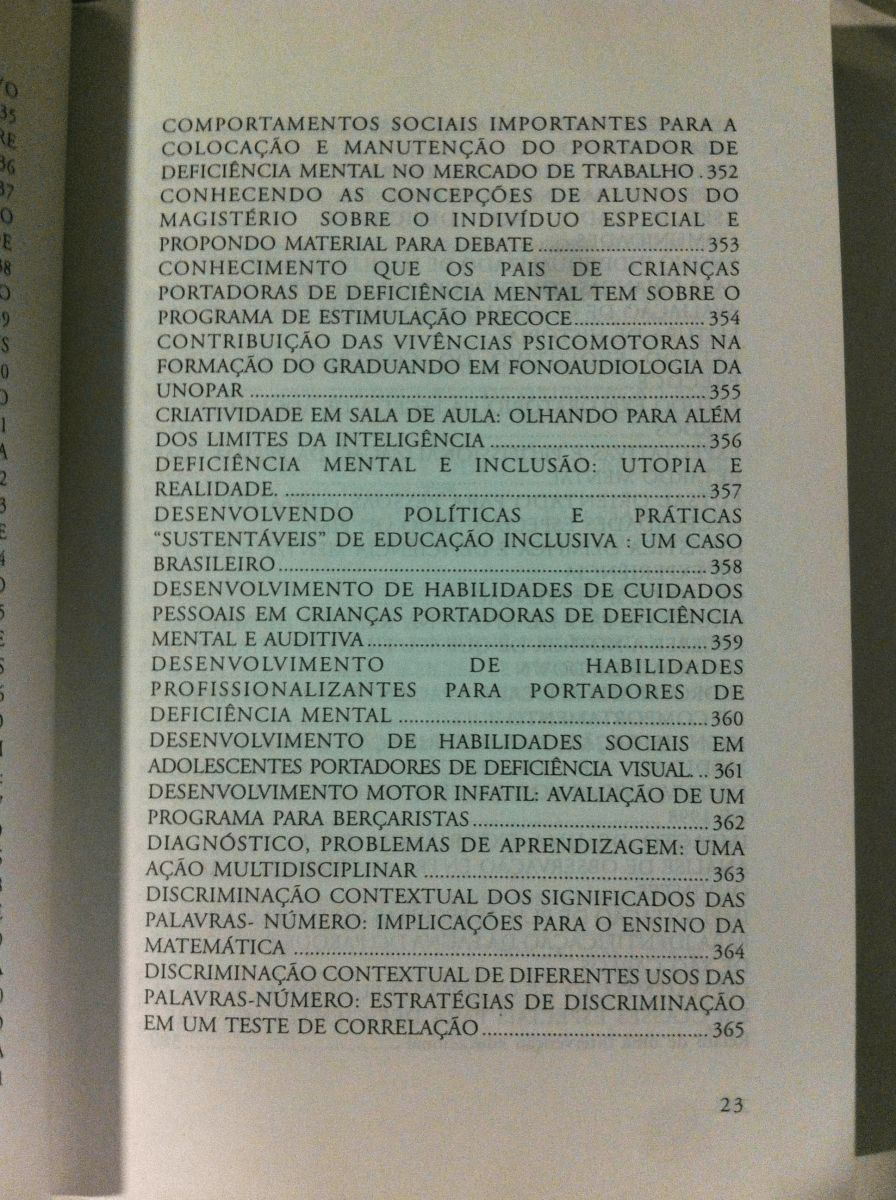 COMPORTAMENTOS SOCIAIS IMPORTANTES PARA A
COLOCAÇÃO E MANUTENÇÃO DO PORTADOR DE
DEFICIÊNCIA MENTAL NO MERCADO DE TRABALHO . 352
CONHECENDO AS CONCEPÇÕES DE ALUNOS DO
MAGISTÉRIO SOBRE O INDIVÍDUO ESPECIAL E
PROPONDO MATERIAL PARA DEBATE .............................. 353
CONHECIMENTO QUE OS PAIS DE CRIANÇAS
PORTADORAS DE DEFICIÊNCIA MENTAL TEM SOBRE O
PROGRAMA DE ESTIMULAÇÃO PRECOCE........................ 354
CONTRIBUIÇÃO DAS VIVÊNCIAS PSICOMOTORAS NA
FORMAÇÃO DO GRADUANDO EM FONOAUDIOLOGIA DA
UNOPAR .................................................................................. 355
CRIATIVIDADE EM SALA DE AULA: OLHANDO PARA ALÉM
DOS LIMITES DA INTELIGÊNCIA ....................................... 356
DEFICIÊNCIA MENTAL E INCLUSÃO: UTOPIA E
REALIDADE. ............................................................................ 357
DESENVOLVENDO POLÍTICAS E PRÁTICAS
“SUSTENTÁVEIS” DE EDUCAÇÃO INCLUSIVA : UM CASO
BRASILEIRO............................................................................. 358
DESENVOLVIMENTO DE HABILIDADES DE CUIDADOS
PESSOAIS EM CRIANÇAS PORTADORAS DE DEFICIÊNCIA
MENTAL E AUDITIVA............................................................. 359
DESENVOLVIMENTO DE HABILIDADES
PROFISSIONALIZANTES PARA PORTADORES DE
DEFICIÊNCIA MENTAL ........................................................ 360
DESENVOLVIMENTO DE HABILIDADES SOCIAIS EM
ADOLESCENTES PORTADORES DE DEFICIÊNCIA VISUAL. .. 361
DESENVOLVIMENTO MOTOR INFATIL: AVALIAÇÃO DE UM
PROGRAMA PARA BERÇARISTAS.......................................... 362
DIAGNÓSTICO, PROBLEMAS DE APRENDIZAGEM: UMA
AÇÃO MULTIDISCIPLINAR .................................................. 363
DISCRIMINAÇÃO CONTEXTUAL DOS SIGNIFICADOS DAS
PALAVRAS- NÚMERO: IMPLICAÇÕES PARA O ENSINO DA
MATEMÁTICA ......................................................................... 364
DISCRIMINAÇÃO CONTEXTUAL DE DIFERENTES USOS DAS
PALAVRAS-NÚMERO: ESTRATÉGIAS DE DISCRIMINAÇÃO
EM UM TESTE DE CORRELAÇÃO........................................ 365
23